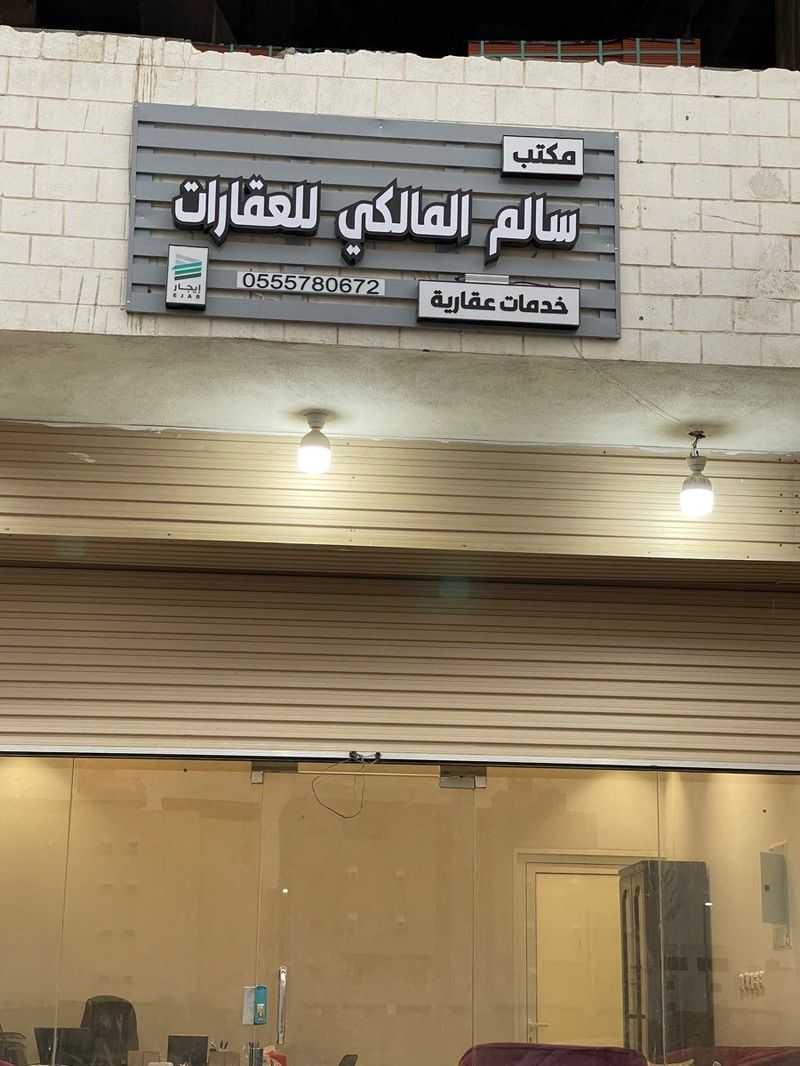 مكتب
سالم المالكي للعقارات
خدمات عقارية
0555780672
إيجار
EJAR